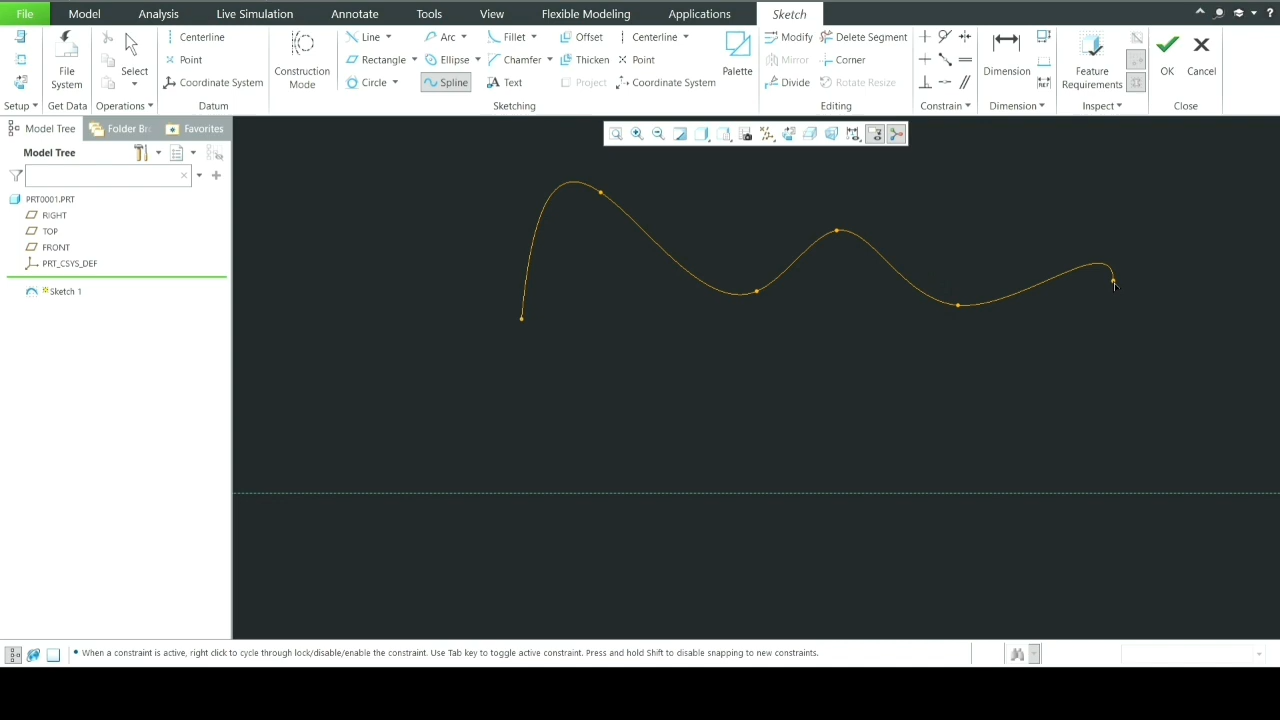 File Model Analysis Live Simulation Annotate Tools View Flexible Modeling Applications Sketch
Centerline Line Arc Fillet Offset Centerline Modify Delete Segment
Point Rectangle Ellipse Chamfer Thicken Point Mirror Corner
File System Select Construction Mode Palette Dimension Feature Requirements OK Cancel
Coordinate System Circle Spline Text Project Coordinate System Divide Rotate Resize
Setup Get Data Operations Datum Sketching Editing Constrain Dimension Inspect Close
REF
Model Tree Folder Br Favorites
Model Tree
PRT0001.PRT
RIGHT
TOP
FRONT
PRT_CSYS_DEF
Sketch 1
• When a constraint is active, right click to cycle through lock/disable/enable the constraint. Use Tab key to toggle active constraint. Press and hold Shift to disable snapping to new constraints.